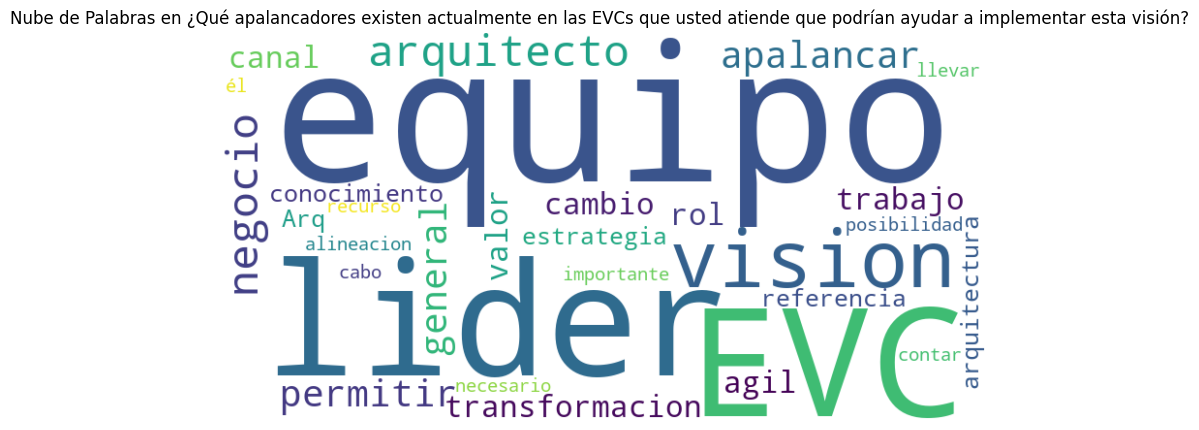 Nube de Palabras en ¿Qué apalancadores existen actualmente en las EVCs que usted atiende que podrían ayudar a implementar esta visión?
canal
arquitecto
apalancar
llevar
él
equipo
negocio
conocimiento
recurso
Arq
cambio
rol
trabajo
posibilidad
alineacion
general
valor
estrategia
vision
cabo
importante
referencia
arquitectura
lider
EVC
contar
agil
permitir
necesario
transformacion